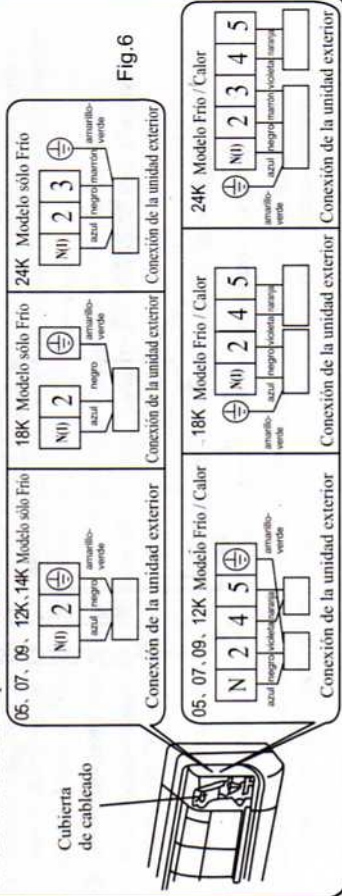 Cubierta
de cableado
05、07、09、12K、14K Modelo sólo Frío
N(l) 2
azul negro amarillo-
verde
Conexión de la unidad exterior
18K Modelo sólo Frío
N(l) 2
azul negro amarillo-
verde
Conexión de la unidad exterior
24K Modelo sólo Frío
N(l) 2 3
azul negro marrón amarillo-
verde
Conexión de la unidad exterior
Fig.6
05、07、09、12K Modelo Frío / Calor
N 2 4 5
azul negro violeta naranja amarillo-
verde
Conexión de la unidad exterior
18K Modelo Frío / Calor
N(l) 2 4 5
amarillo-
verde azul negro violeta naranja
Conexión de la unidad exterior
24K Modelo Frío / Calor
N(l) 2 3 4 5
amarillo-
verde azul negro marrón violeta naranja
Conexión de la unidad exterior